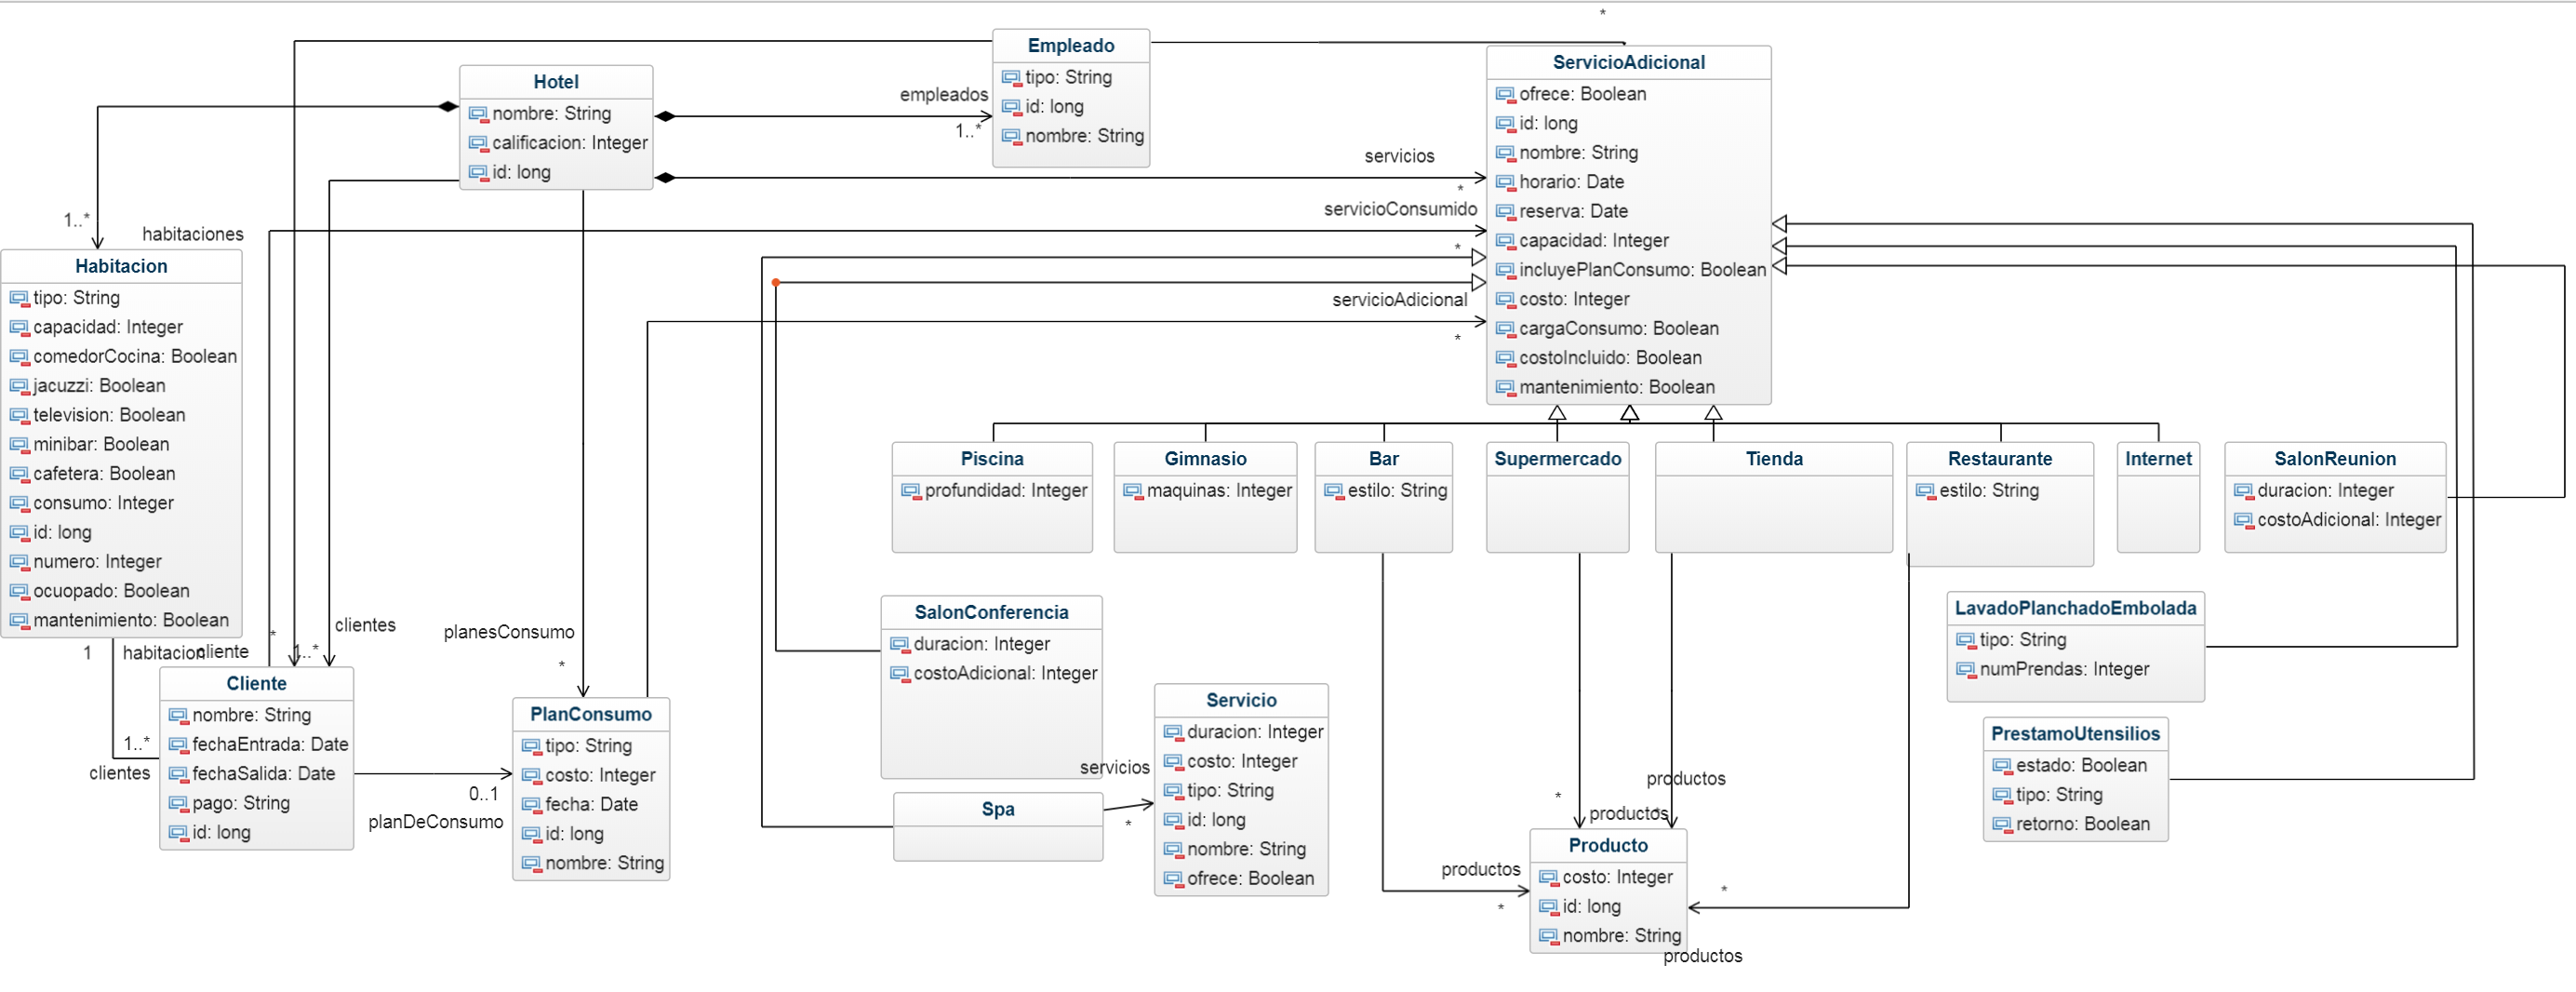 *
Empleado
tipo: String
id: long
nombre: String
Hotel
nombre: String
calificacion: Integer
id: long
empleados
1..*
ServicioAdicional
ofrece: Boolean
id: long
nombre: String
horario: Date
reserva: Date
capacidad: Integer
incluyePlanConsumo: Boolean
costo: Integer
cargaConsumo: Boolean
costoIncluido: Boolean
mantenimiento: Boolean
servicios
*
servicioConsumido
*
servicioAdicional
*
1..*
habitaciones
Habitacion
tipo: String
capacidad: Integer
comedorCocina: Boolean
jacuzzi: Boolean
television: Boolean
minibar: Boolean
cafetera: Boolean
consumo: Integer
id: long
numero: Integer
ocuopado: Boolean
mantenimiento: Boolean
Piscina
profundidad: Integer
Gimnasio
maquinas: Integer
Bar
estilo: String
Supermercado
Tienda
Restaurante
estilo: String
Internet
SalonReunion
duracion: Integer
costoAdicional: Integer
SalonConferencia
duracion: Integer
costoAdicional: Integer
LavadoPlanchadoEmbolada
tipo: String
numPrendas: Integer
*
clientes
planesConsumo
*
1
habitacion
cliente
1..*
Cliente
nombre: String
fechaEntrada: Date
fechaSalida: Date
pago: String
id: long
1..*
clientes
0..1
planDeConsumo
PlanConsumo
tipo: String
costo: Integer
fecha: Date
id: long
nombre: String
Servicio
duracion: Integer
costo: Integer
tipo: String
id: long
nombre: String
ofrece: Boolean
servicios
*
Spa
PrestamoUtensilios
estado: Boolean
tipo: String
retorno: Boolean
productos
*
productos
*
Producto
costo: Integer
id: long
nombre: String
productos
*
*
productos